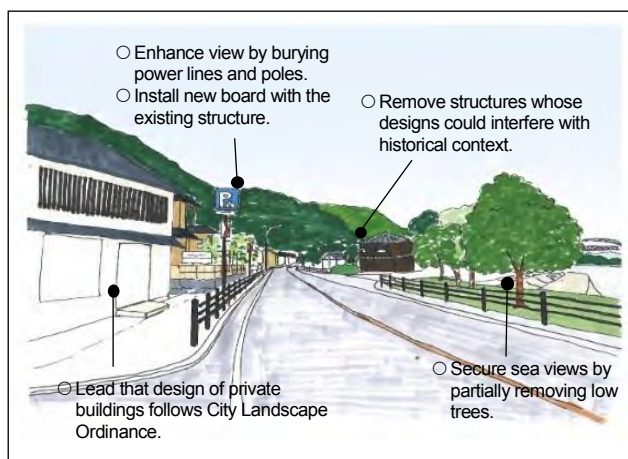 ○ Enhance view by burying
power lines and poles.
○ Install new board with the
existing structure.
○ Remove structures whose
designs could interfere with
historical context.
P
○ Lead that design of private
buildings follows City Landscape
Ordinance.
○ Secure sea views by
partially removing low
trees.